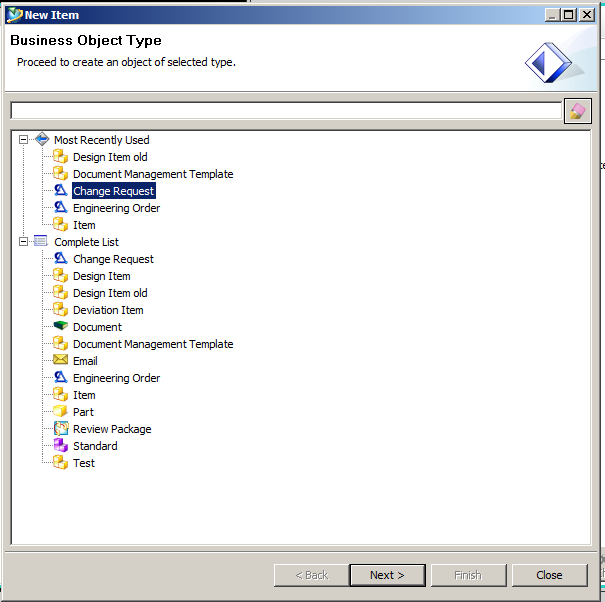 New Item
Business Object Type
Proceed to create an object of selected type.
Most Recently Used
Design Item old
Document Management Template
Change Request
Engineering Order
Item
Complete List
Change Request
Design Item
Design Item old
Deviation Item
Document
Document Management Template
Email
Engineering Order
Item
Part
Review Package
Standard
Test
< Back Next > Finish Close